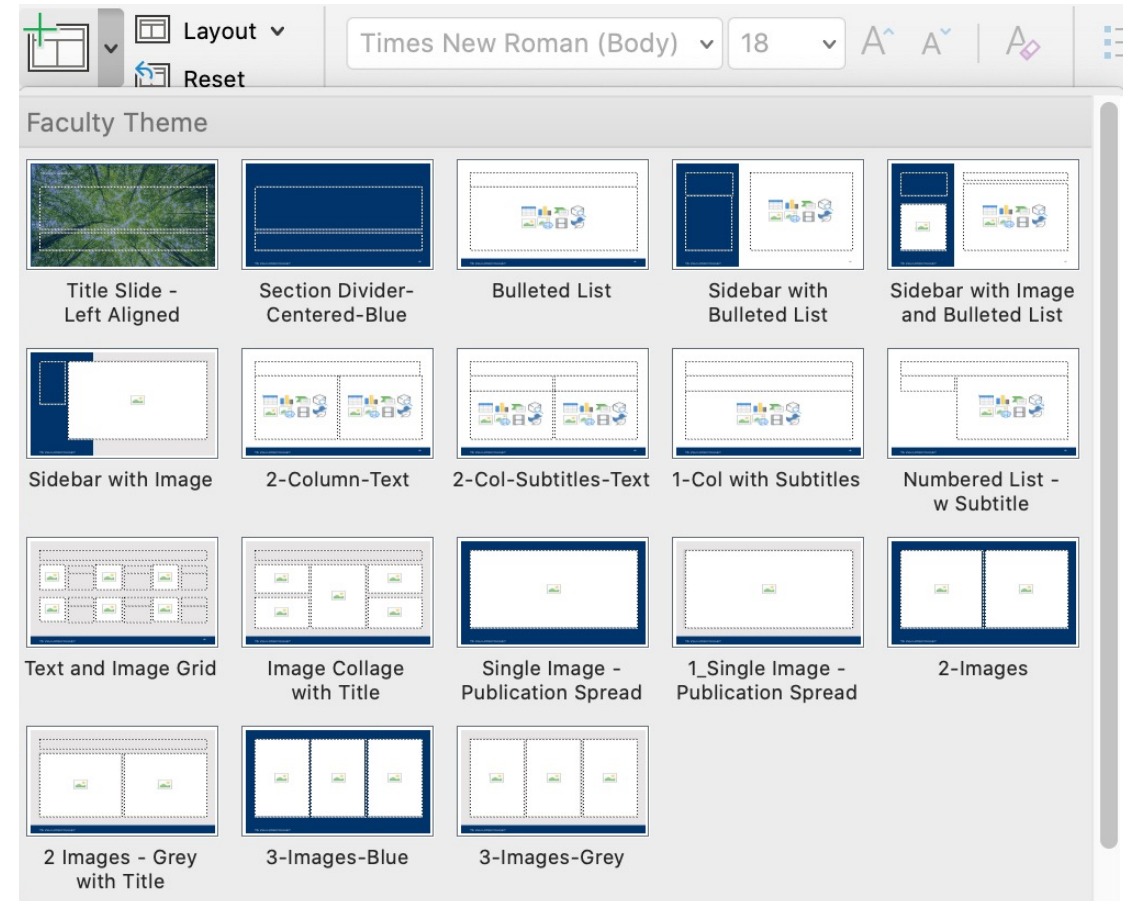 Layout
Times New Roman (Body)
18
Reset
Faculty Theme
Title Slide -
Left Aligned
Section Divider-
Centered-Blue
Bulleted List
Sidebar with
Bulleted List
Sidebar with Image
and Bulleted List
Sidebar with Image
2-Column-Text
2-Col-Subtitles-Text
1-Col with Subtitles
Numbered List -
w Subtitle
Text and Image Grid
Image Collage
with Title
Single Image -
Publication Spread
1_Single Image -
Publication Spread
2-Images
2 Images - Grey
with Title
3-Images-Blue
3-Images-Grey